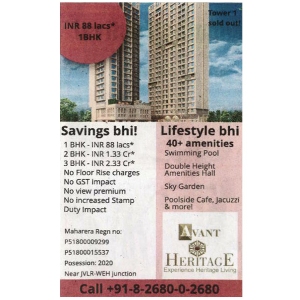 INR 88 lacs*
1BHK
Tower 1
sold out!
Savings bhi!
1 BHK - INR 88 lacs*
2 BHK - INR 1.33 Cr*
3 BHK - INR 2.33 Cr*
No Floor Rise charges
No GST impact
No view premium
No increased Stamp
Duty Impact
Maharera Regn no:
P51800009299
P51800015537
Posession: 2020
Near JVLR-WEH junction
Lifestyle bhi
40+ amenities
Swimming Pool
Double Height
Amenities Hall
Sky Garden
Poolside Cafe, Jacuzzi
& more!
AVANT
HERITAGE
Experience Heritage Living.
Call +91-8-2680-0-2680